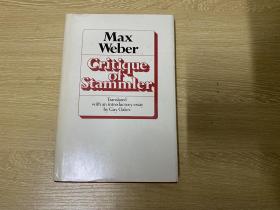 Max
Weber
Critique
of
Stammler
Translated
with an introductory essay
by Guy Oakes